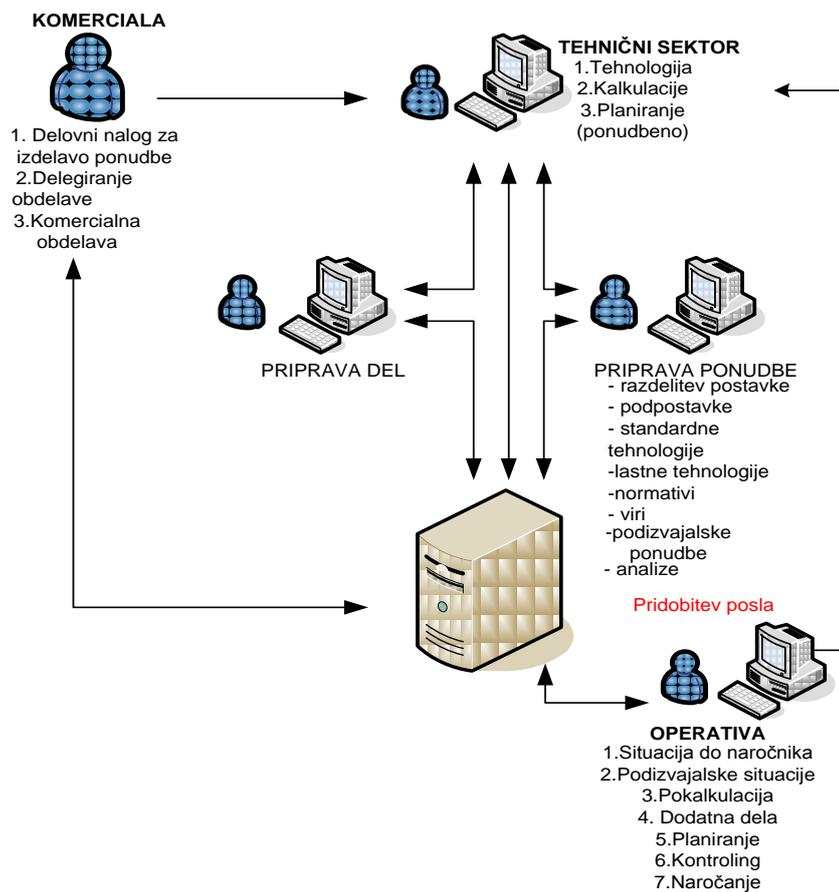 KOMERCIALA
1. Delovni nalog za
izdelavo ponudbe
2.Delegiranje
obdelave
3.Komercialna
obdelava
TEHNIČNI SEKTOR
1.Tehnologija
2.Kalkulacije
3.Planiranje
(ponudbeno)
PRIPRAVA DEL
PRIPRAVA PONUDBE
- razdelitev postavke
- podpostavke
- standardne
tehnologije
-lastne tehnologije
-normativi
- viri
-podizvajalske
ponudbe
- analize
Pridobitev posla
OPERATIVA
1.Situacija do naročnika
2.Podizvajalske situacije
3.Pokalkulacija
4. Dodatna dela
5.Planiranje
6.Kontroling
7.Naročanje